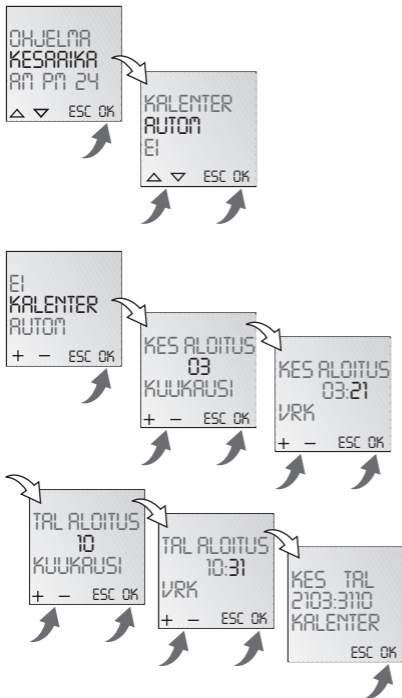 OHJELMA
KESÄAIKA
AM PM 24
△ ▽ ESC OK
KALENTER
AUTOM
EI
△ ▽ ESC OK
EI
KALENTER
AUTOM
+ − ESC OK
KES ALOITUS
03
KUUKAUSI
+ − ESC OK
KES ALOITUS
03:21
VRK
+ − ESC OK
TAL ALOITUS
10
KUUKAUSI
+ − ESC OK
TAL ALOITUS
10:31
VRK
+ − ESC OK
KES TAL
2103:3110
KALENTER
ESC OK